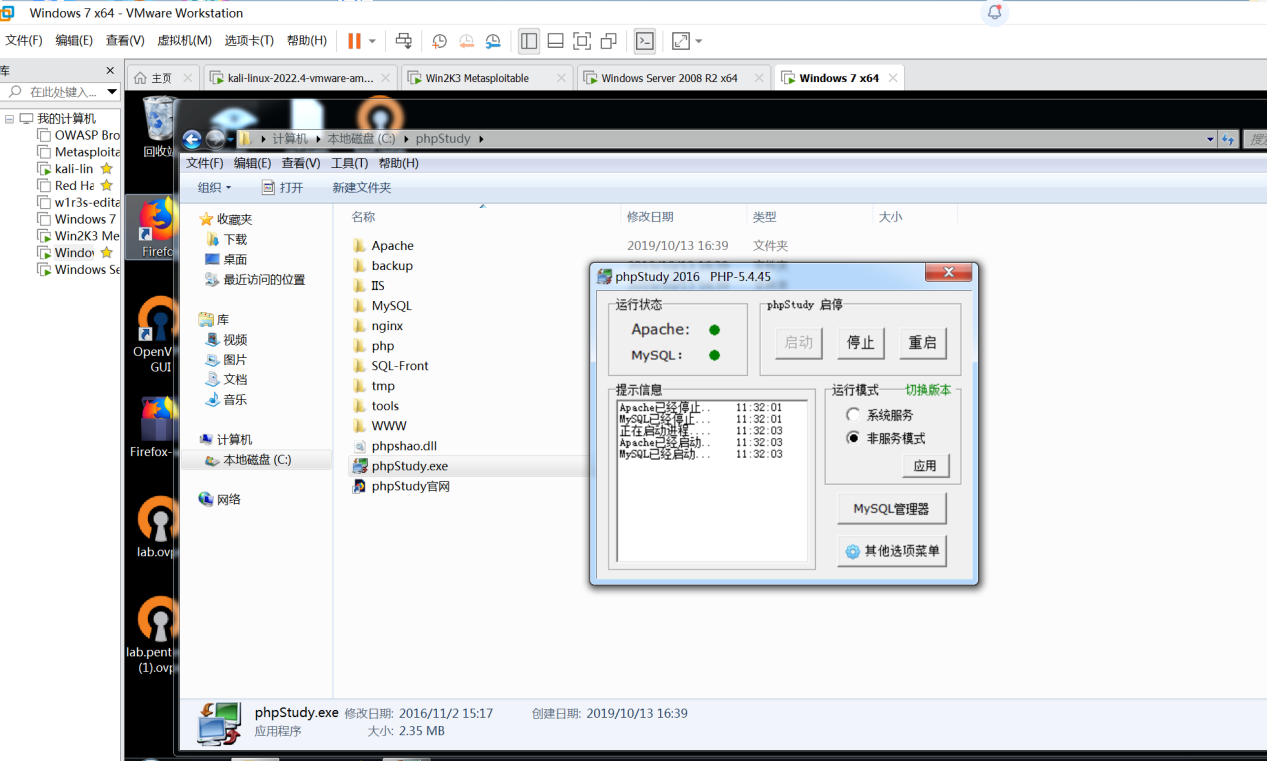 Windows 7 x64 - VMware Workstation
文件(F) 编辑(E) 查看(V) 虚拟机(M) 选项卡(T) 帮助(H)
库
主页 kali-linux-2022.4-vmware-am... Win2K3 Metasploitable Windows Server 2008 R2 x64 Windows 7 x64
在此处键入...
我的计算机
OWASP Bro
Metasploita
kali-lin
Red Ha
w1r3s-edita
Windows 7
Win2K3 Me
Windov
Windows Se
回收站
Firefo
OpenV
GUI
Firefox-
lab.ovp
lab.pent
(1).ovp
计算机 本地磁盘 (C:) phpStudy
文件(F) 编辑(E) 查看(V) 工具(T) 帮助(H)
组织 打开 新建文件夹
收藏夹
下载
桌面
最近访问的位置
库
视频
图片
文档
音乐
计算机
本地磁盘 (C:)
网络
名称 修改日期 类型 大小
Apache 2019/10/13 16:39 文件夹
backup
IIS
MySQL
nginx
php
SQL-Front
tmp
tools
WWW
phpshao.dll
phpStudy.exe
phpStudy官网
phpStudy 2016 PHP-5.4.45
运行状态
Apache:
MySQL:
phpStudy 启停
启动 停止 重启
提示信息
Apache已经停止.. 11:32:01
MySQL已经停止... 11:32:01
正在启动进程.... 11:32:03
Apache已经启动.. 11:32:03
MySQL已经启动... 11:32:03
运行模式 切换版本
系统服务
非服务模式
应用
MySQL管理器
其他选项菜单
phpStudy.exe 修改日期: 2016/11/2 15:17 创建日期: 2019/10/13 16:39
应用程序 大小: 2.35 MB